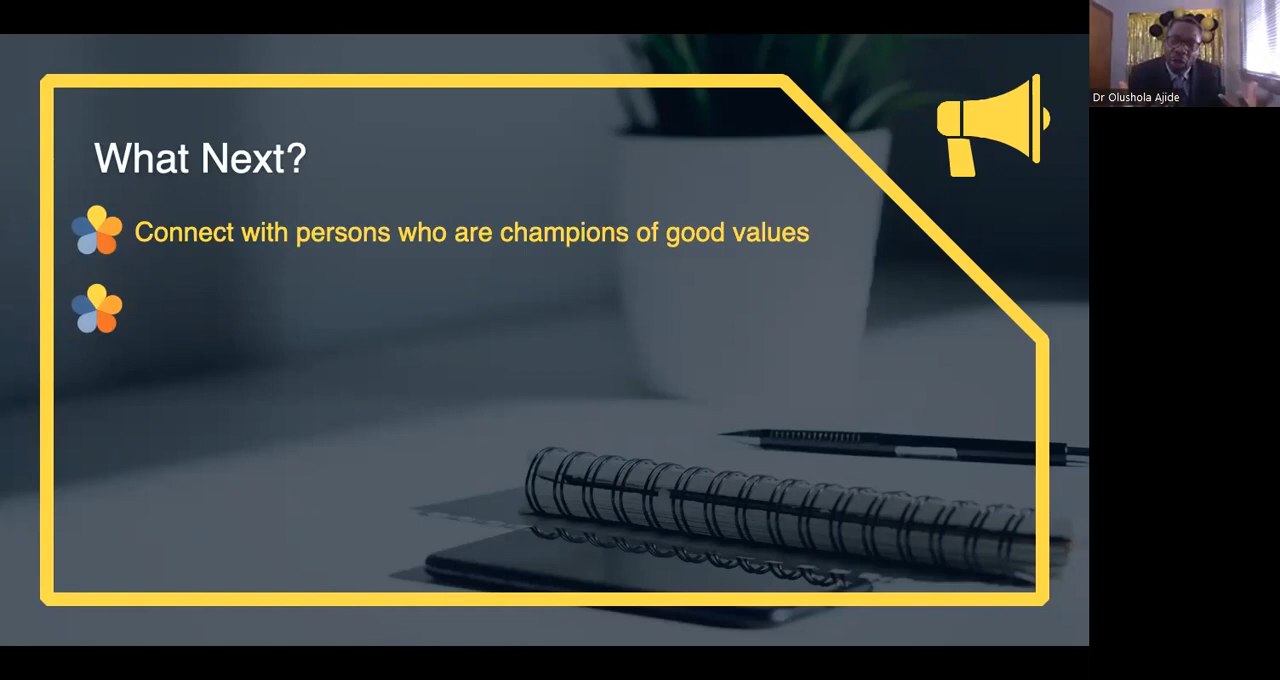 What Next?
Connect with persons who are champions of good values
Dr Olushola Ajide